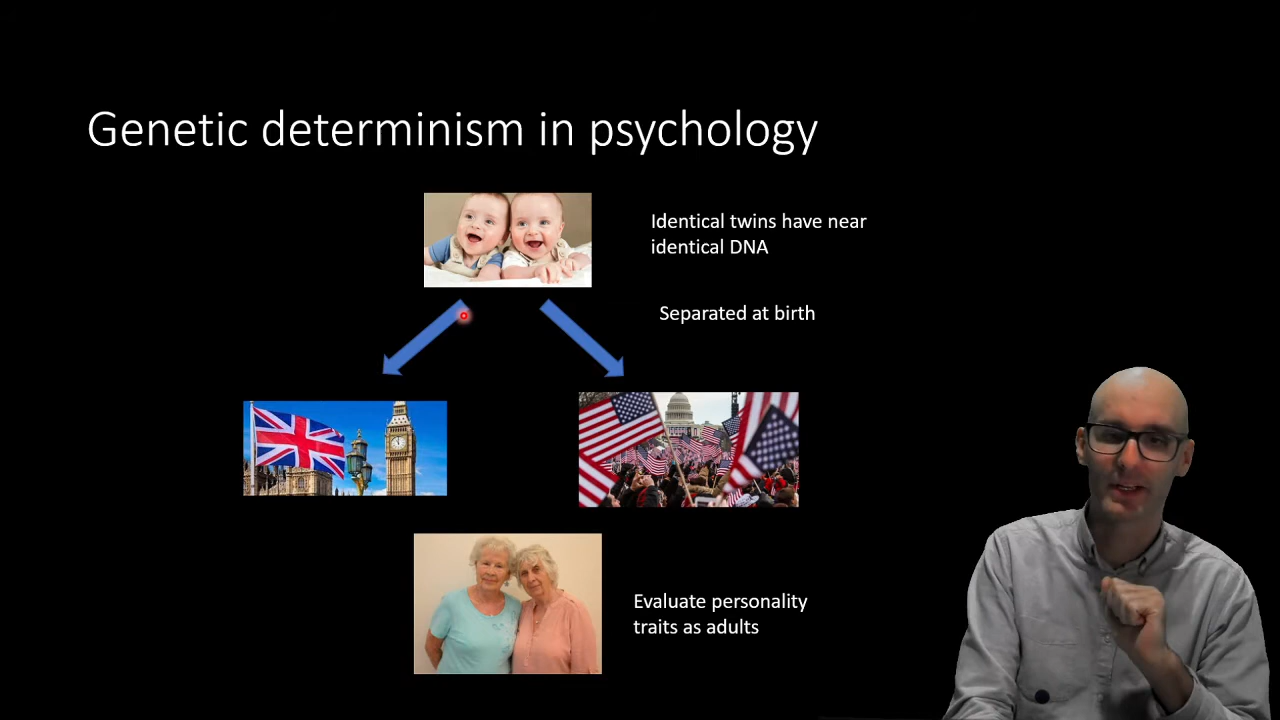 Genetic determinism in psychology
Identical twins have near
identical DNA
Separated at birth
Evaluate personality
traits as adults